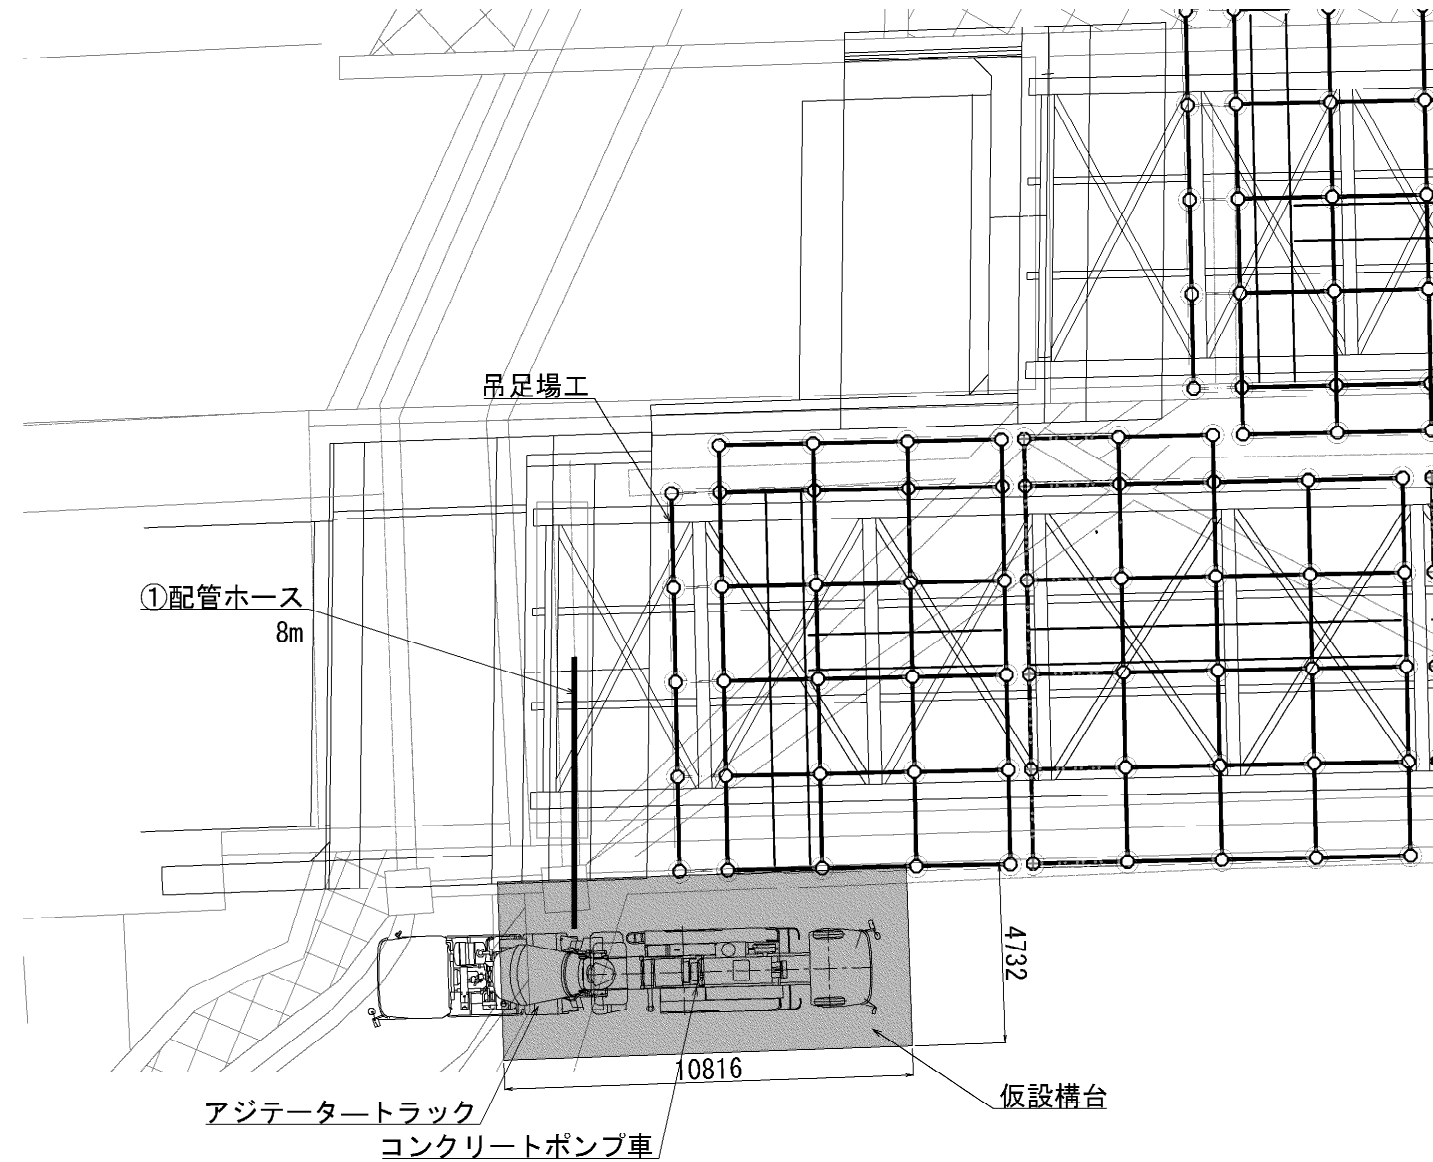 吊足場工
①配管ホース
8m
4732
10816
仮設構台
アジテーター―トラック
コンクリートポンプ車